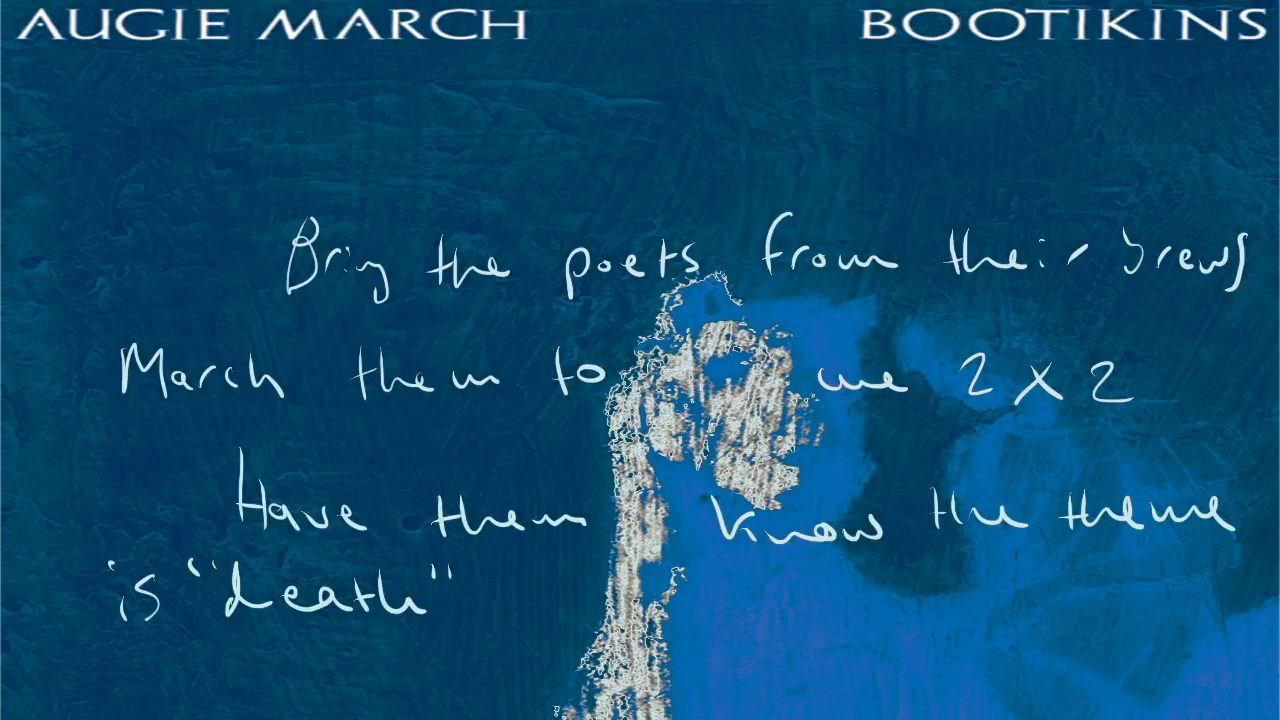 AUGIE MARCH BOOTIKINS
Bring the poets from their brews
March them to me 2 x 2
Have them know the theme
is "death"